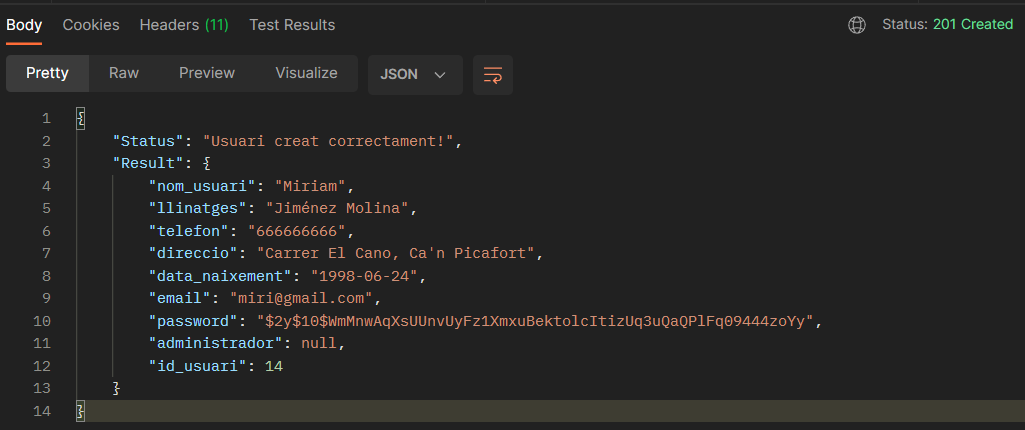 Body Cookies Headers (11) Test Results Status: 201 Created
Pretty Raw Preview Visualize JSON
1 {
2 "Status": "Usuari creat correctament!",
3 "Result": {
4 "nom_usuari": "Miriam",
5 "llinatges": "Jiménez Molina",
6 "telefon": "666666666",
7 "direccio": "Carrer El Cano, Ca'n Picafort",
8 "data_naixement": "1998-06-24",
9 "email": "miri@gmail.com",
10 "password": "$2y$10$WmMnwAqXsUUnvUyFz1XmxuBektolcItizUq3uQaQPlFq09444zoYy",
11 "administrador": null,
12 "id_usuari": 14
13 }
14 }